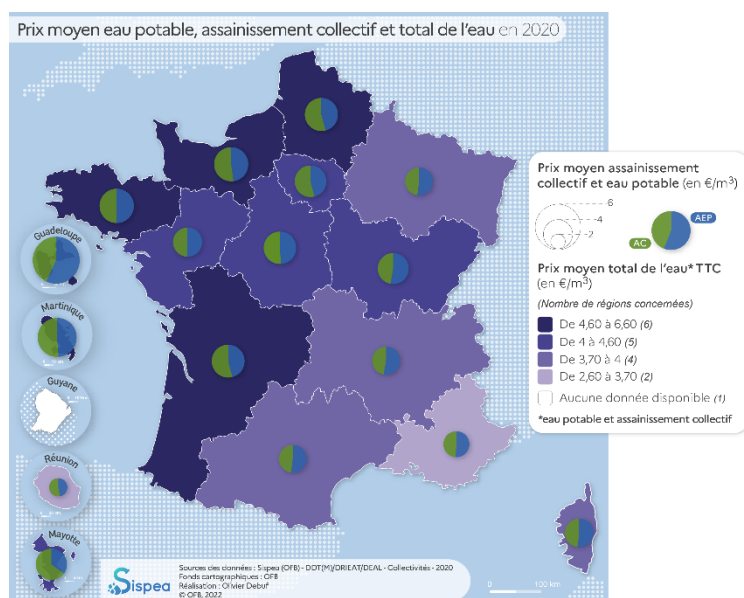 Prix moyen eau potable, assainissement collectif et total de l'eau en 2020
Guadeloupe
Martinique
Guyane
Réunion
Mayotte
Prix moyen assainissement
collectif et eau potable (en €/m³)
6
4
2
AC
AEP
Prix moyen total de l'eau* TTC
(en €/m³)
(Nombre de régions concernées)
De 4,60 à 6,60 (6)
De 4 à 4,60 (5)
De 3,70 à 4 (4)
De 2,60 à 3,70 (2)
Aucune donnée disponible (1)
*eau potable et assainissement collectif
Sispea
Sources des données : Sispea (OFB) - DDT(M)/DRIEAT/DEAL - Collectivités - 2020
Fonds cartographiques : OFB
Réalisation : Olivier Debuf
© OFB, 2022
0 100 km